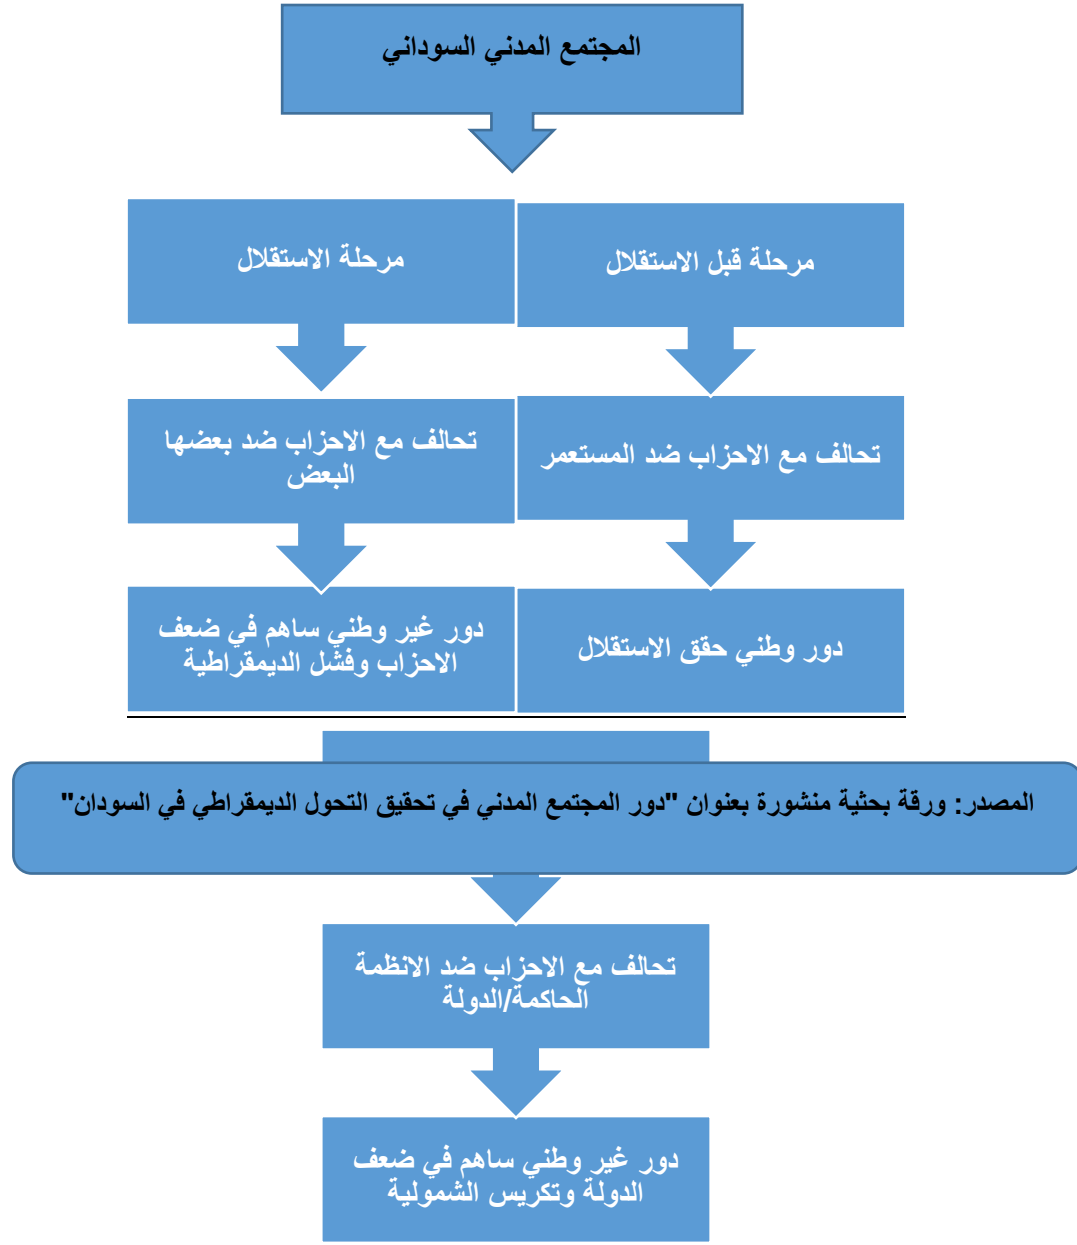 المجتمع المدني السوداني
مرحلة قبل الاستقلال
مرحلة الاستقلال
تحالف مع الاحزاب ضد المستعمر
تحالف مع الاحزاب ضد بعضها
البعض
دور وطني حقق الاستقلال
دور غير وطني ساهم في ضعف
الاحزاب وفشل الديمقراطية
المصدر: ورقة بحثية منشورة بعنوان "دور المجتمع المدني في تحقيق التحول الديمقراطي في السودان"
تحالف مع الاحزاب ضد الانظمة
الحاكمة/الدولة
دور غير وطني ساهم في ضعف
الدولة وتكريس الشمولية